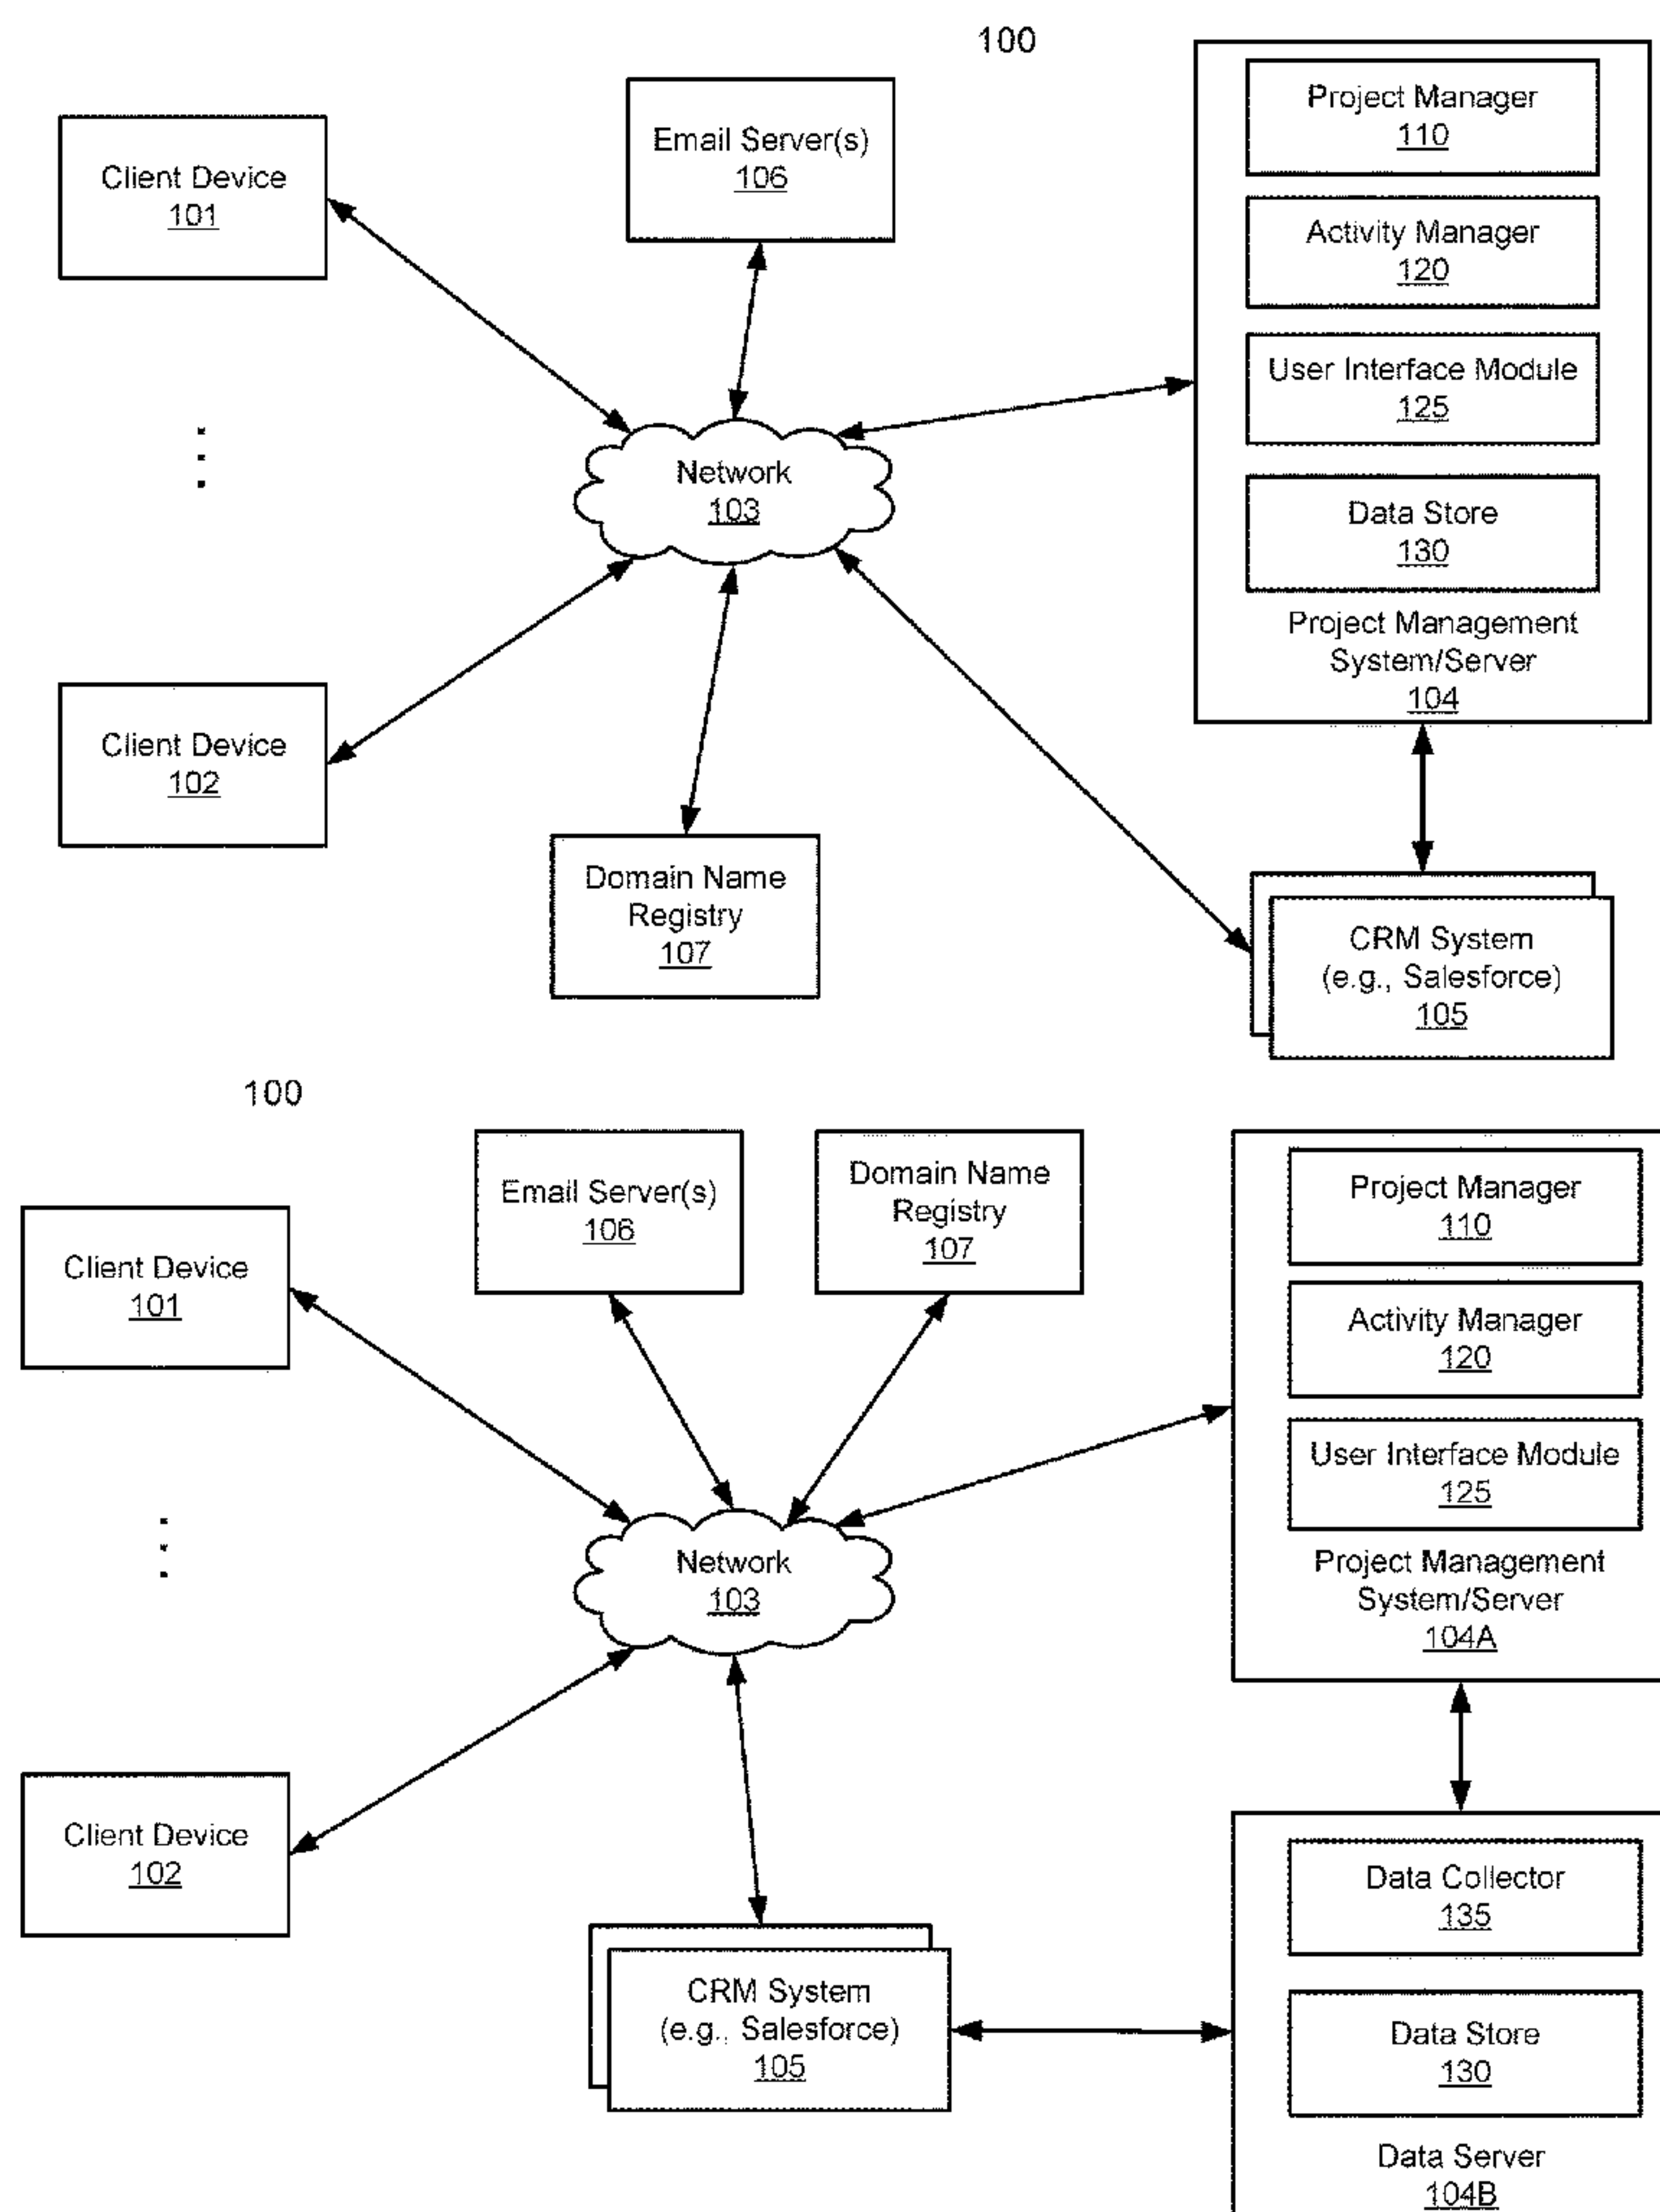 100
Project Manager
110
Email Server(s)
106
Client Device
101
Activity Manager
120
User Interface Module
125
Network
103
Data Store
130
Project Management
System/Server
104
Client Device
102
Domain Name
Registry
107
CRM System
(e.g., Salesforce)
105
100
Email Server(s)
106
Domain Name
Registry
107
Project Manager
110
Client Device
101
Activity Manager
120
User Interface Module
125
Network
103
Project Management
System/Server
104A
Client Device
102
Data Collector
135
CRM System
(e.g., Salesforce)
105
Data Store
130
Data Server
104B